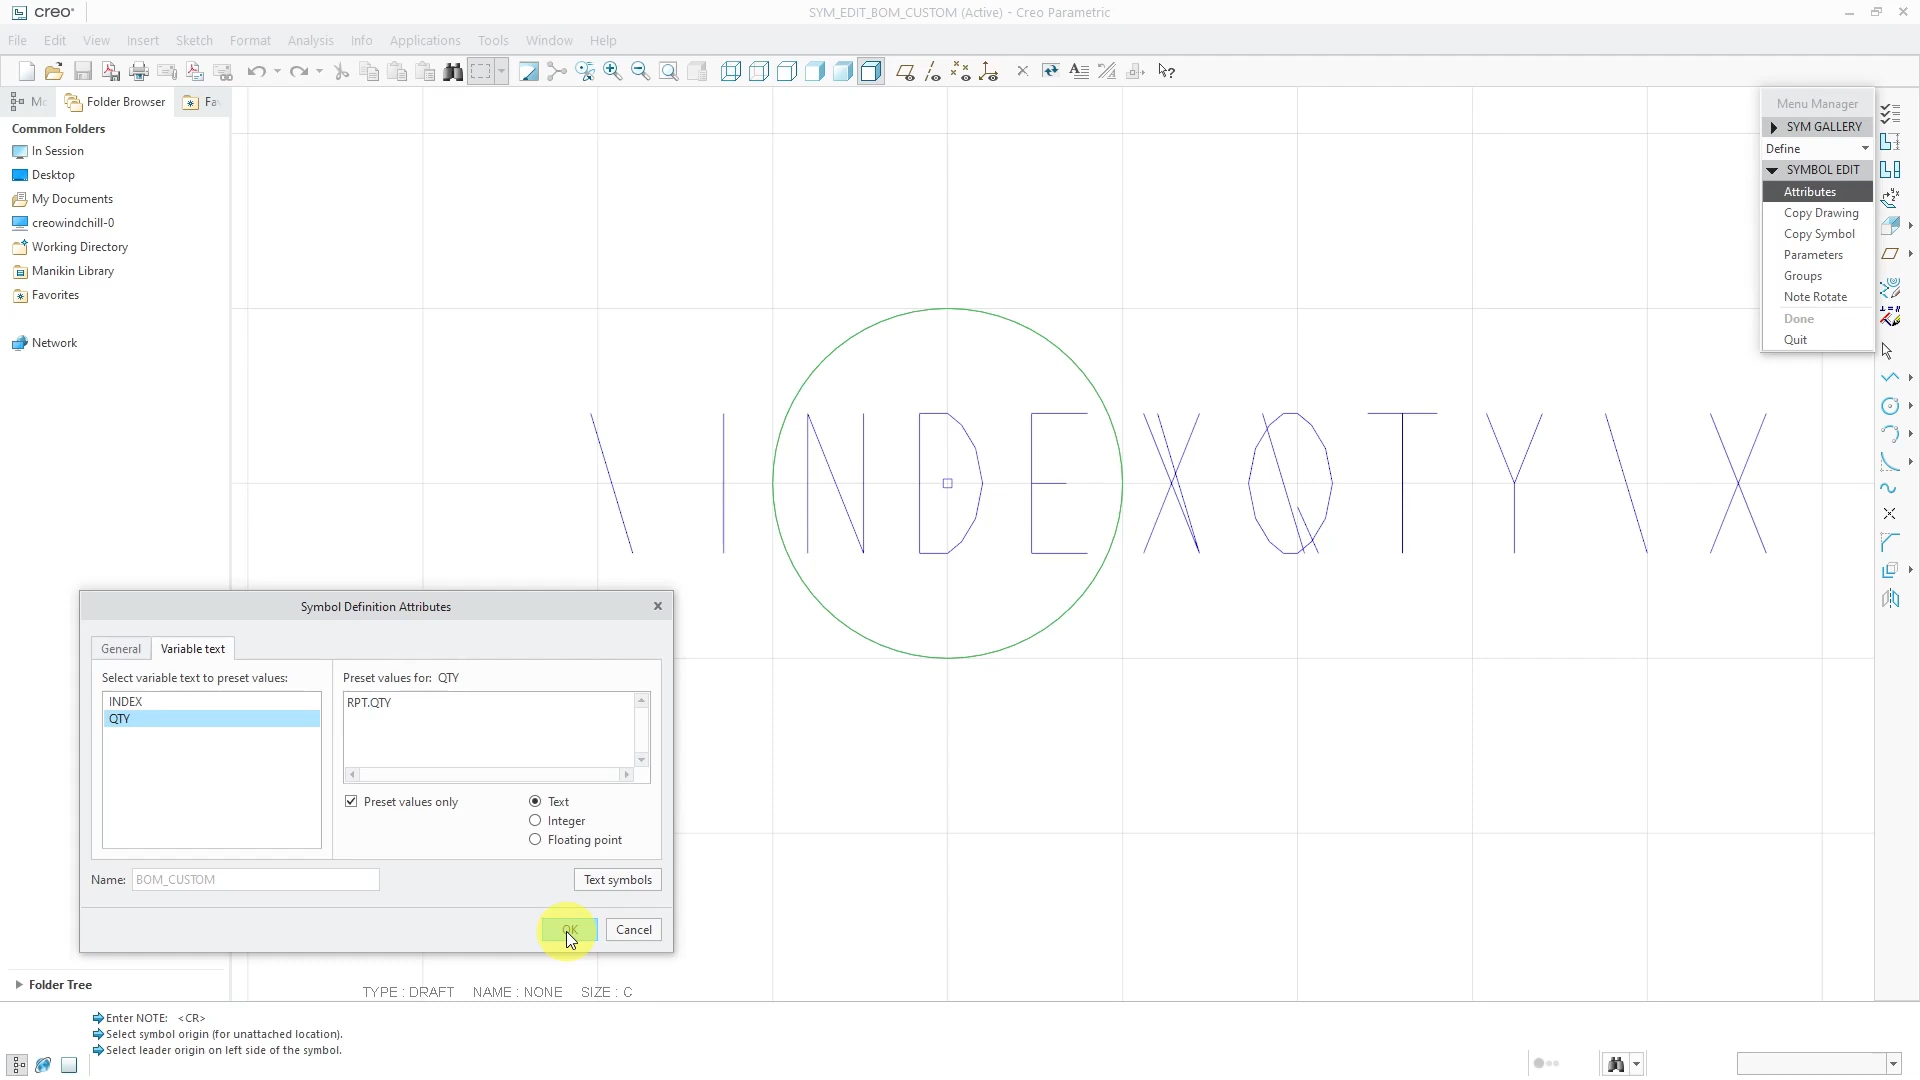 creo
SYM_EDIT_BOM_CUSTOM (Active) - Creo Parametric
File Edit View Insert Sketch Format Analysis Info Applications Tools Window Help
Folder Browser
Common Folders
In Session
Desktop
My Documents
creowindchill-0
Working Directory
Manikin Library
Favorites
Network
Folder Tree
Menu Manager
SYM GALLERY
Define
SYMBOL EDIT
Attributes
Copy Drawing
Copy Symbol
Parameters
Groups
Note Rotate
Done
Quit
\INDEX\QTY\X
Symbol Definition Attributes
General Variable text
Select variable text to preset values:
INDEX
QTY
Preset values for: QTY
RPT.QTY
Preset values only
Text
Integer
Floating point
Name: BOM_CUSTOM
Text symbols
OK Cancel
TYPE : DRAFT NAME : NONE SIZE : C
Enter NOTE: <CR>
Select symbol origin (for unattached location).
Select leader origin on left side of the symbol.